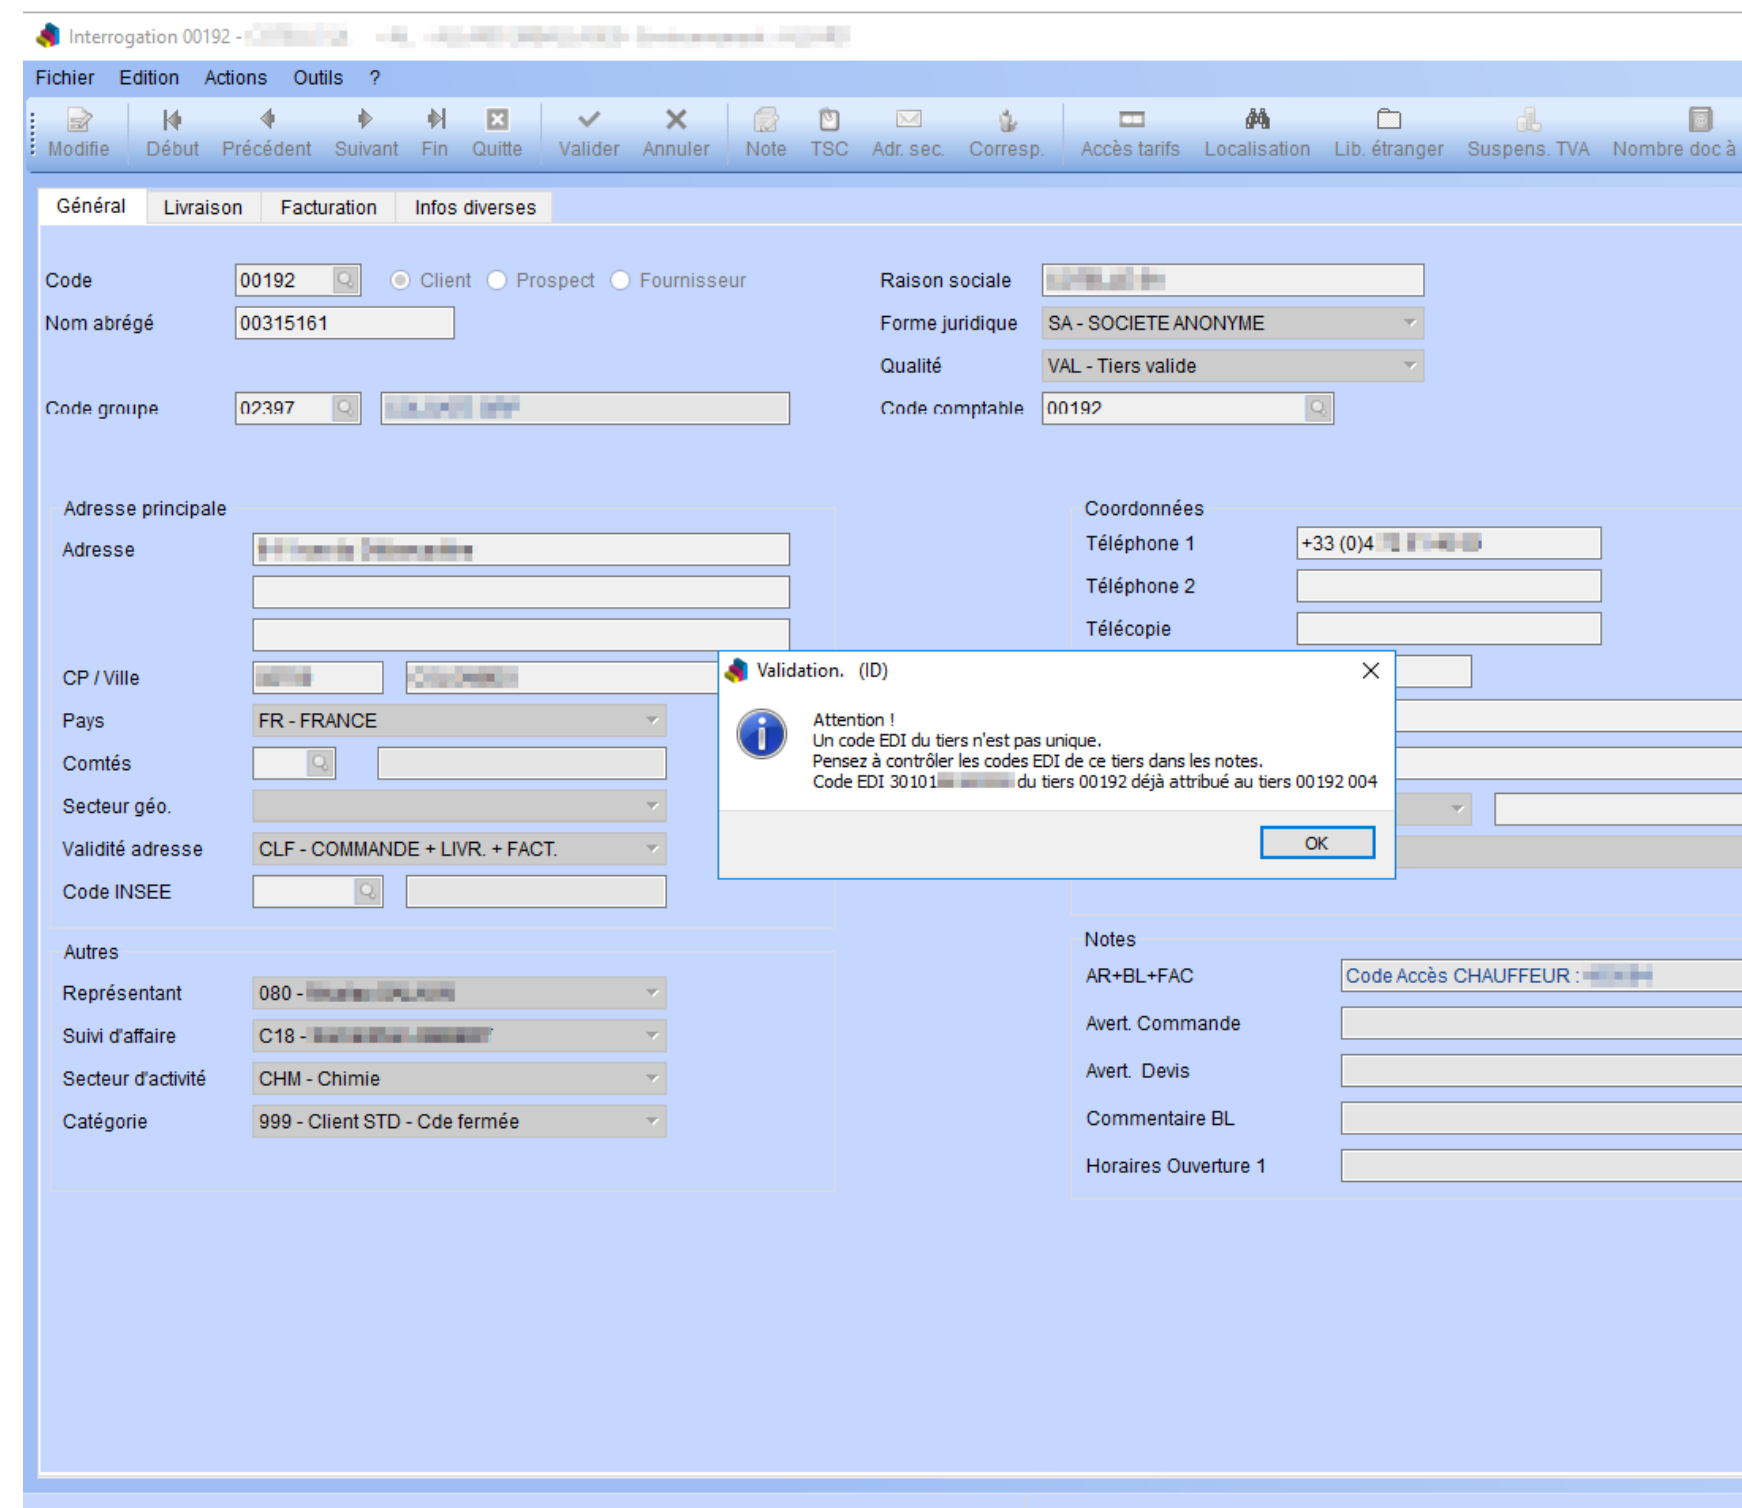 Interrogation 00192 -
Fichier Edition Actions Outils ?
Modifie Début Précédent Suivant Fin Quitte Valider Annuler Note TSC Adr. sec. Corresp. Accès tarifs Localisation Lib. étranger Suspens. TVA Nombre doc à
Général Livraison Facturation Infos diverses
Code 00192 Client Prospect Fournisseur Raison sociale
Nom abrégé 00315161 Forme juridique SA - SOCIETE ANONYME
Qualité VAL - Tiers valide
Code groupe 02397 Code comptable 00192
Adresse principale Coordonnées
Adresse Téléphone 1 +33 (0)4
Téléphone 2
Télécopie
CP / Ville
Pays FR - FRANCE
Comtés
Secteur géo.
Validité adresse CLF - COMMANDE + LIVR. + FACT.
Code INSEE
Validation. (ID)
Attention !
Un code EDI du tiers n'est pas unique.
Pensez à contrôler les codes EDI de ce tiers dans les notes.
Code EDI 30101 du tiers 00192 déjà attribué au tiers 00192 004
OK
Autres
Représentant 080 -
Suivi d'affaire C18 -
Secteur d'activité CHM - Chimie
Catégorie 999 - Client STD - Cde fermée
Notes
AR+BL+FAC Code Accès CHAUFFEUR :
Avert. Commande
Avert. Devis
Commentaire BL
Horaires Ouverture 1